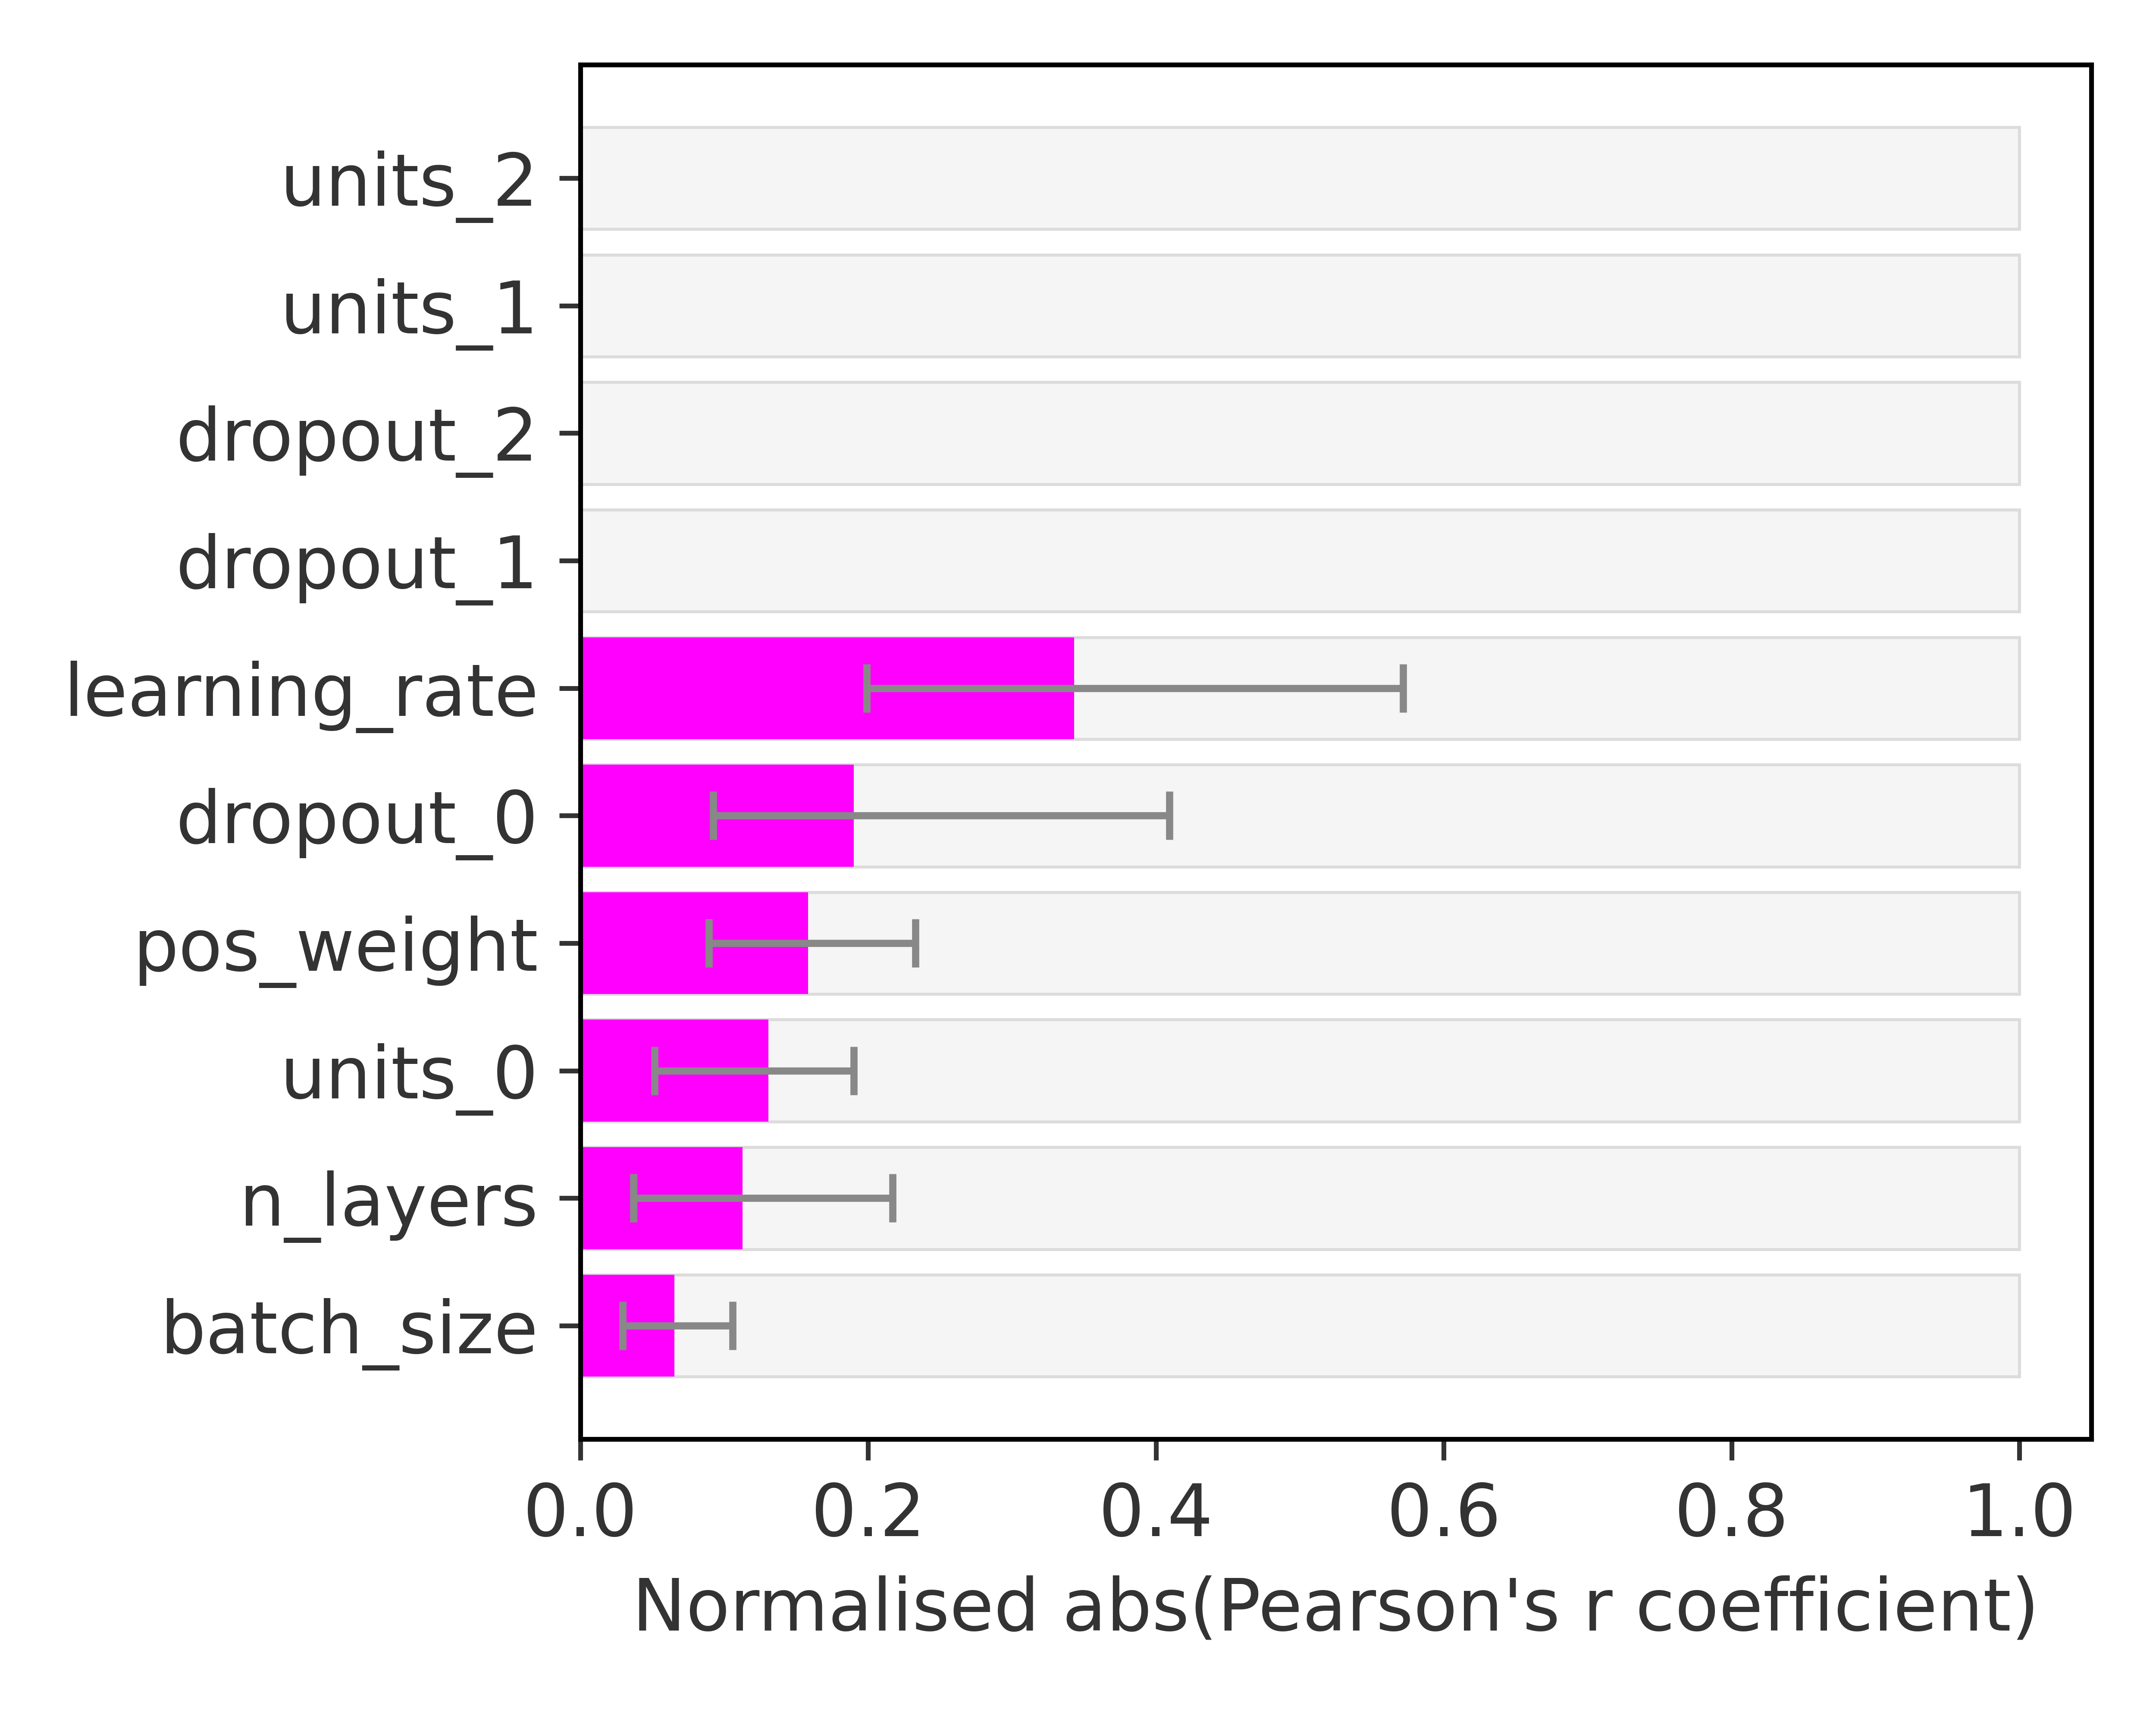 units_2
units_1
dropout_2
dropout_1
learning_rate
dropout_0
pos_weight
units_0
n_layers
batch_size
0.0 0.2 0.4 0.6 0.8 1.0
Normalised abs(Pearson's r coefficient)